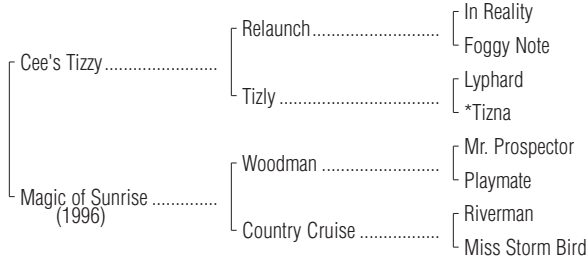 In Reality
Relaunch
Foggy Note
Cee's Tizzy
Lyphard
Tizly
*Tizna
Mr. Prospector
Woodman
Playmate
Magic of Sunrise
(1996)
Riverman
Country Cruise
Miss Storm Bird